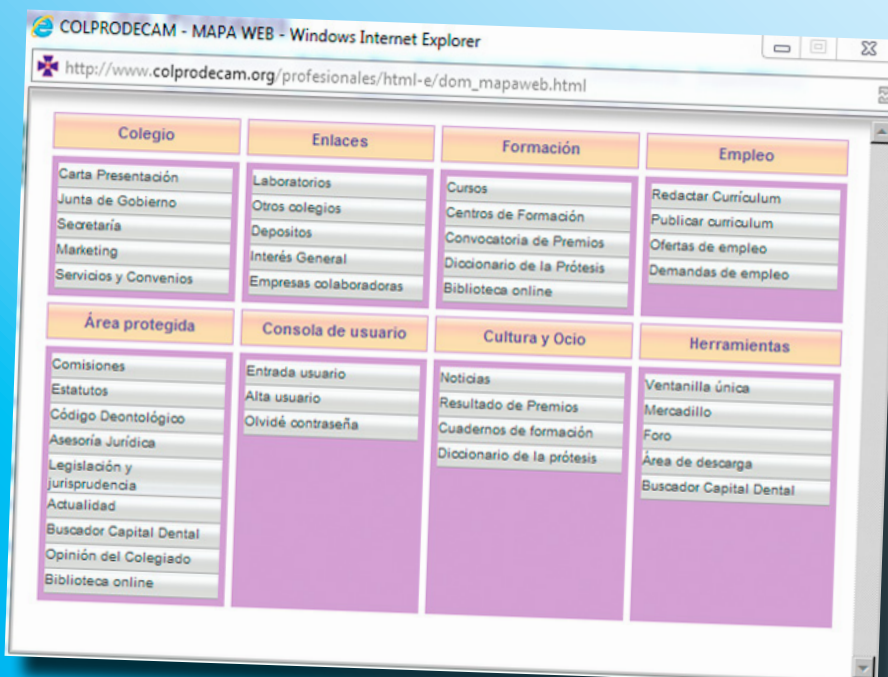 COLPRODECAM - MAPA WEB - Windows Internet Explorer
http://www.colprodecam.org/profesionales/html-e/dom_mapaweb.html
Colegio
Carta Presentación
Junta de Gobierno
Secretaría
Marketing
Servicios y Convenios
Enlaces
Laboratorios
Otros colegios
Depositos
Interés General
Empresas colaboradoras
Formación
Cursos
Centros de Formación
Convocatoria de Premios
Diccionario de la Prótesis
Biblioteca online
Empleo
Redactar Currículum
Publicar curriculum
Ofertas de empleo
Demandas de empleo
Área protegida
Comisiones
Estatutos
Código Deontológico
Asesoría Jurídica
Legislación y
jurisprudencia
Actualidad
Buscador Capital Dental
Opinión del Colegiado
Biblioteca online
Consola de usuario
Entrada usuario
Alta usuario
Olvidé contraseña
Cultura y Ocio
Noticias
Resultado de Premios
Cuadernos de formación
Diccionario de la prótesis
Herramientas
Ventanilla única
Mercadillo
Foro
Área de descarga
Buscador Capital Dental